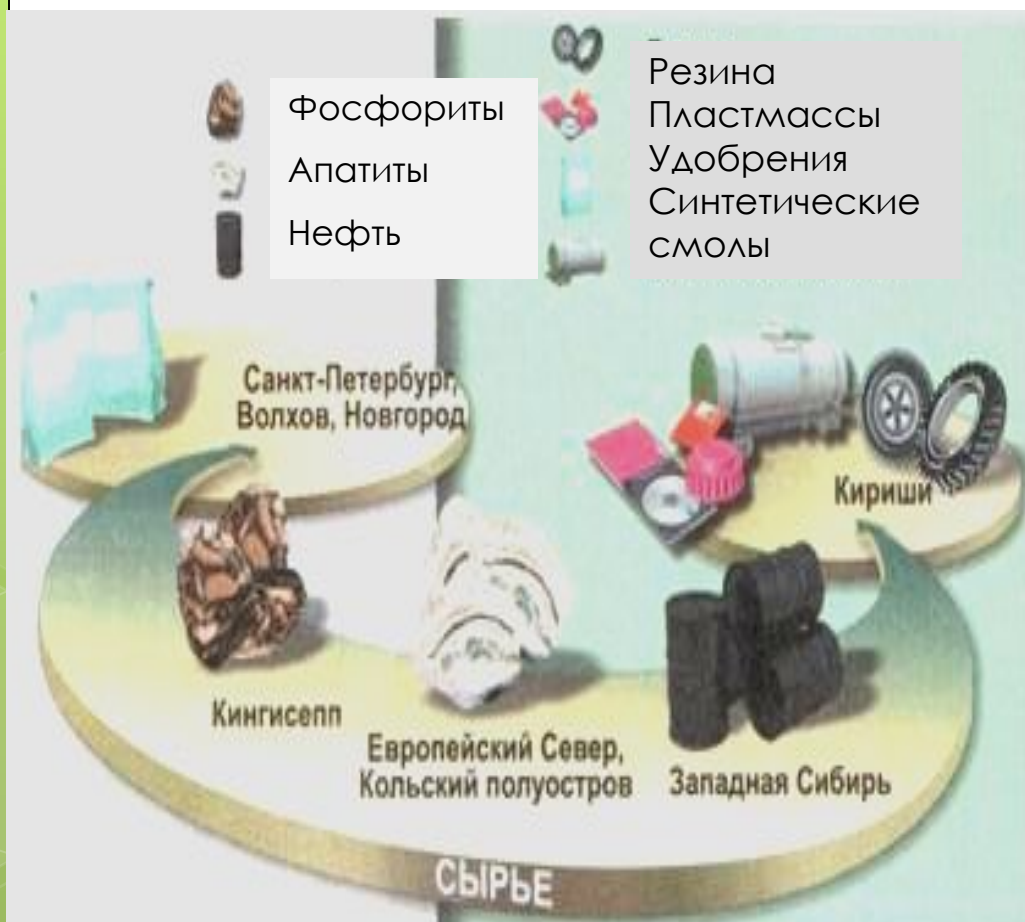 Фосфориты
Апатиты
Нефть
Резина
Пластмассы
Удобрения
Синтетические
смолы
Санкт-Петербург,
Волхов, Новгород
Кириши
Кингисепп
Европейский Север,
Кольский полуостров
Западная Сибирь
СЫРЬЕ